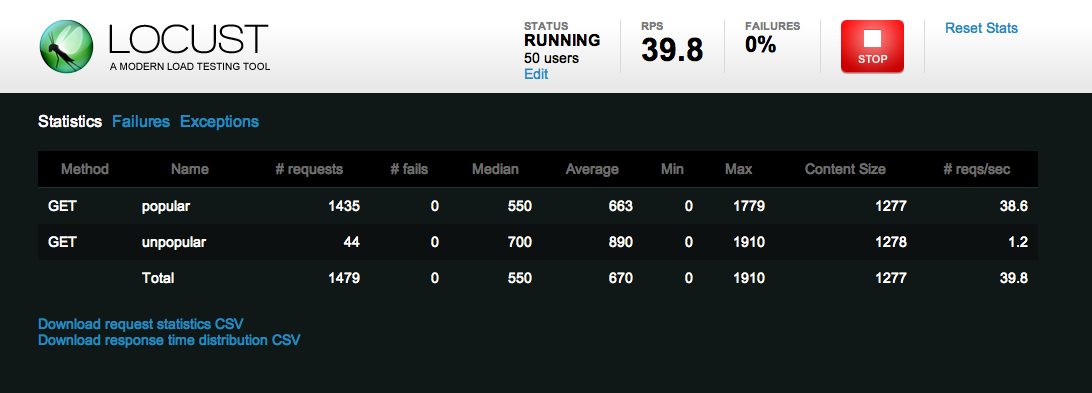 LOCUST
A MODERN LOAD TESTING TOOL
STATUS
RUNNING
50 users
Edit
RPS
39.8
FAILURES
0%
STOP
Reset Stats
Statistics Failures Exceptions
Method Name # requests # fails Median Average Min Max Content Size # reqs/sec
GET popular 1435 0 550 663 0 1779 1277 38.6
GET unpopular 44 0 700 890 0 1910 1278 1.2
Total 1479 0 550 670 0 1910 1277 39.8
Download request statistics CSV
Download response time distribution CSV